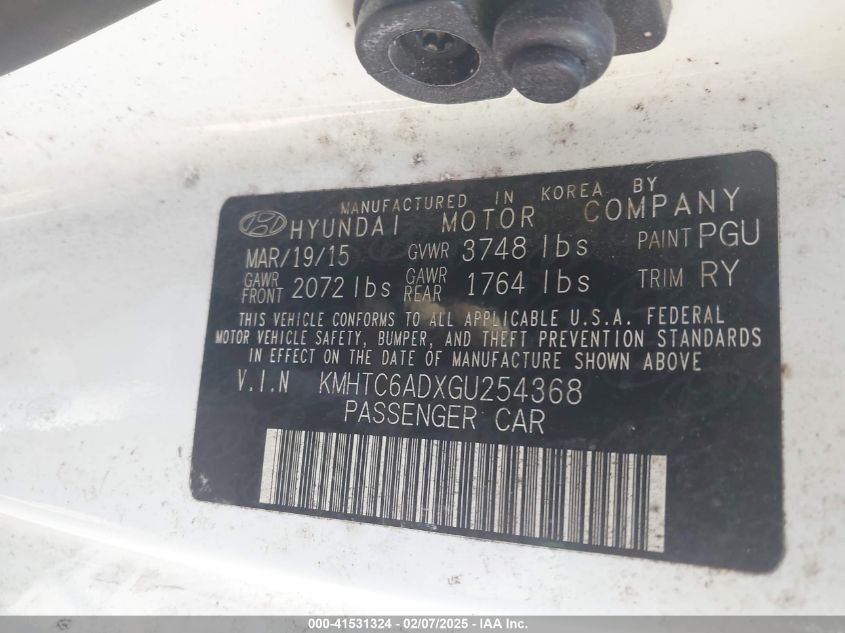 MANUFACTURED IN KOREA BY
HYUNDAI MOTOR COMPANY
MAR/19/15 GVWR 3748 lbs PAINT PGU
GAWR FRONT 2072 lbs GAWR REAR 1764 lbs TRIM RY
THIS VEHICLE CONFORMS TO ALL APPLICABLE U.S.A. FEDERAL
MOTOR VEHICLE SAFETY, BUMPER, AND THEFT PREVENTION STANDARDS
IN EFFECT ON THE DATE OF MANUFACTURE SHOWN ABOVE
V.I.N KMHTC6ADXGU254368
PASSENGER CAR
000-41531324 - 02/07/2025 - IAA Inc.